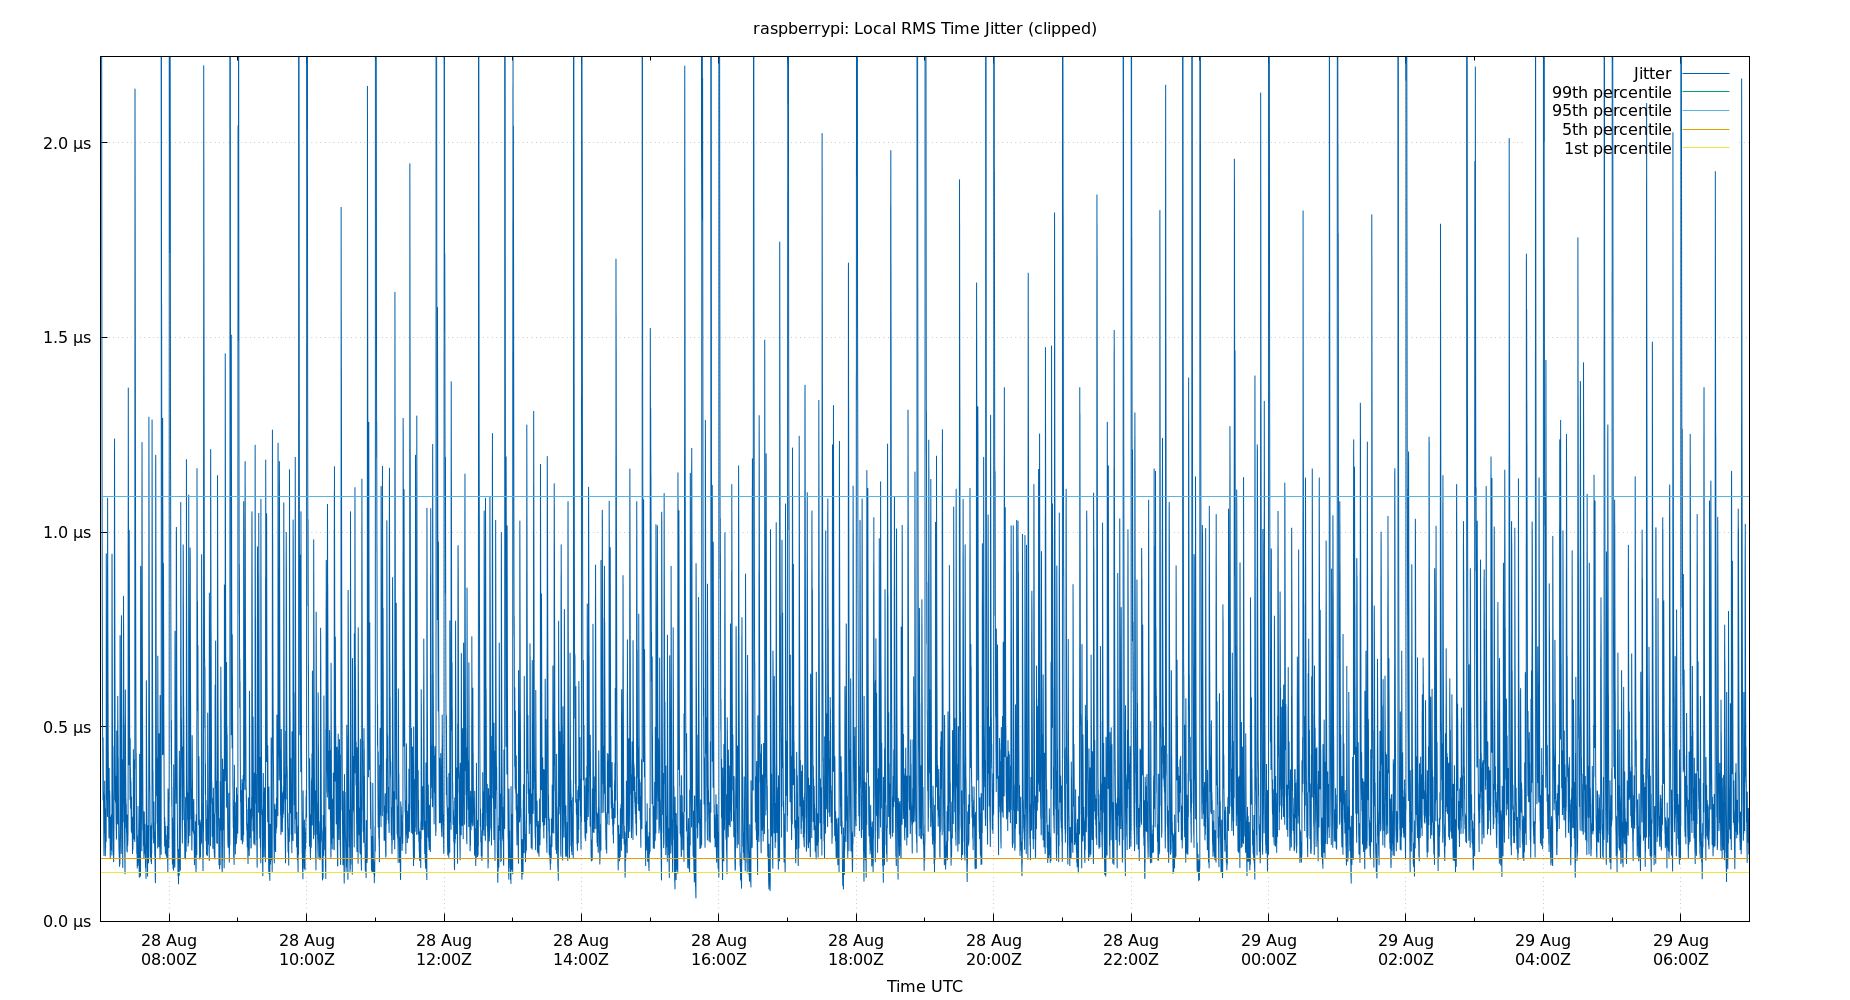 raspberrypi: Local RMS Time Jitter (clipped)
Jitter
99th percentile
95th percentile
5th percentile
1st percentile
2.0 µs
1.5 µs
1.0 µs
0.5 µs
0.0 µs
28 Aug 28 Aug 28 Aug 28 Aug 28 Aug 28 Aug 28 Aug 28 Aug 29 Aug 29 Aug 29 Aug 29 Aug
08:00Z 10:00Z 12:00Z 14:00Z 16:00Z 18:00Z 20:00Z 22:00Z 00:00Z 02:00Z 04:00Z 06:00Z
Time UTC